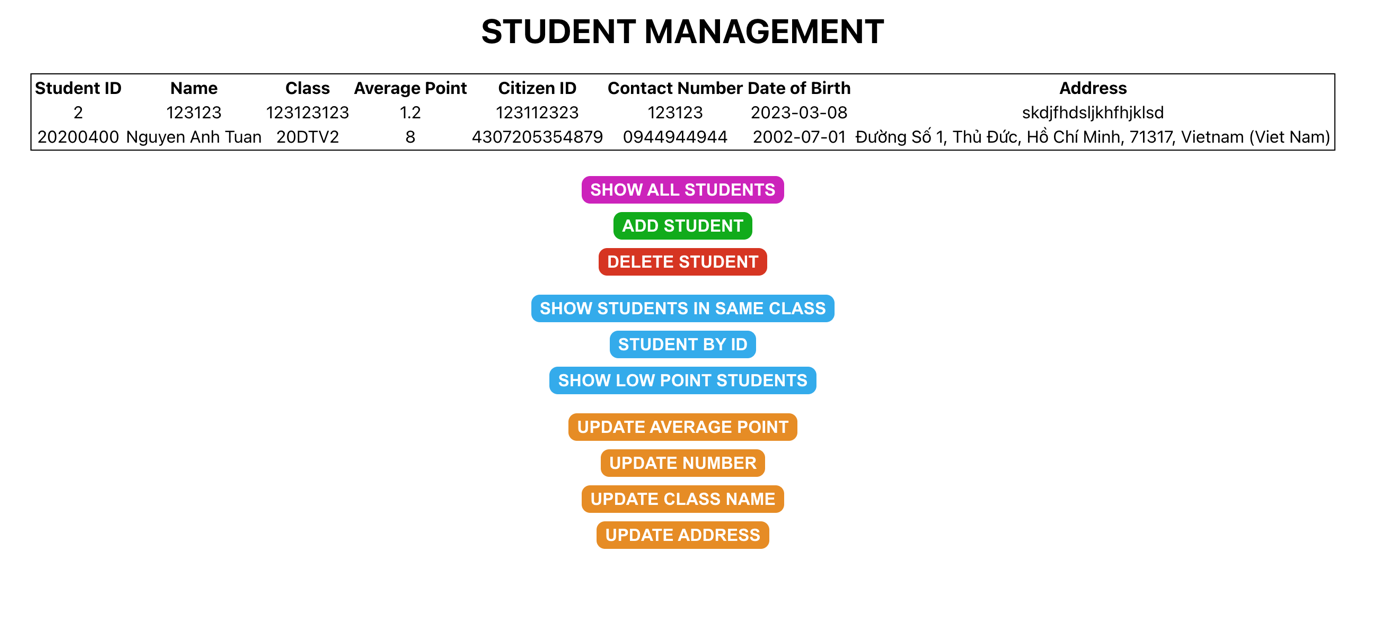 STUDENT MANAGEMENT
Student ID Name Class Average Point Citizen ID Contact Number Date of Birth Address
2 123123 123123123 1.2 123112323 123123 2023-03-08 skdjfhdsljkhfhjklsd
20200400 Nguyen Anh Tuan 20DTV2 8 4307205354879 0944944944 2002-07-01 Đường Số 1, Thủ Đức, Hồ Chí Minh, 71317, Vietnam (Viet Nam)
SHOW ALL STUDENTS
ADD STUDENT
DELETE STUDENT
SHOW STUDENTS IN SAME CLASS
STUDENT BY ID
SHOW LOW POINT STUDENTS
UPDATE AVERAGE POINT
UPDATE NUMBER
UPDATE CLASS NAME
UPDATE ADDRESS